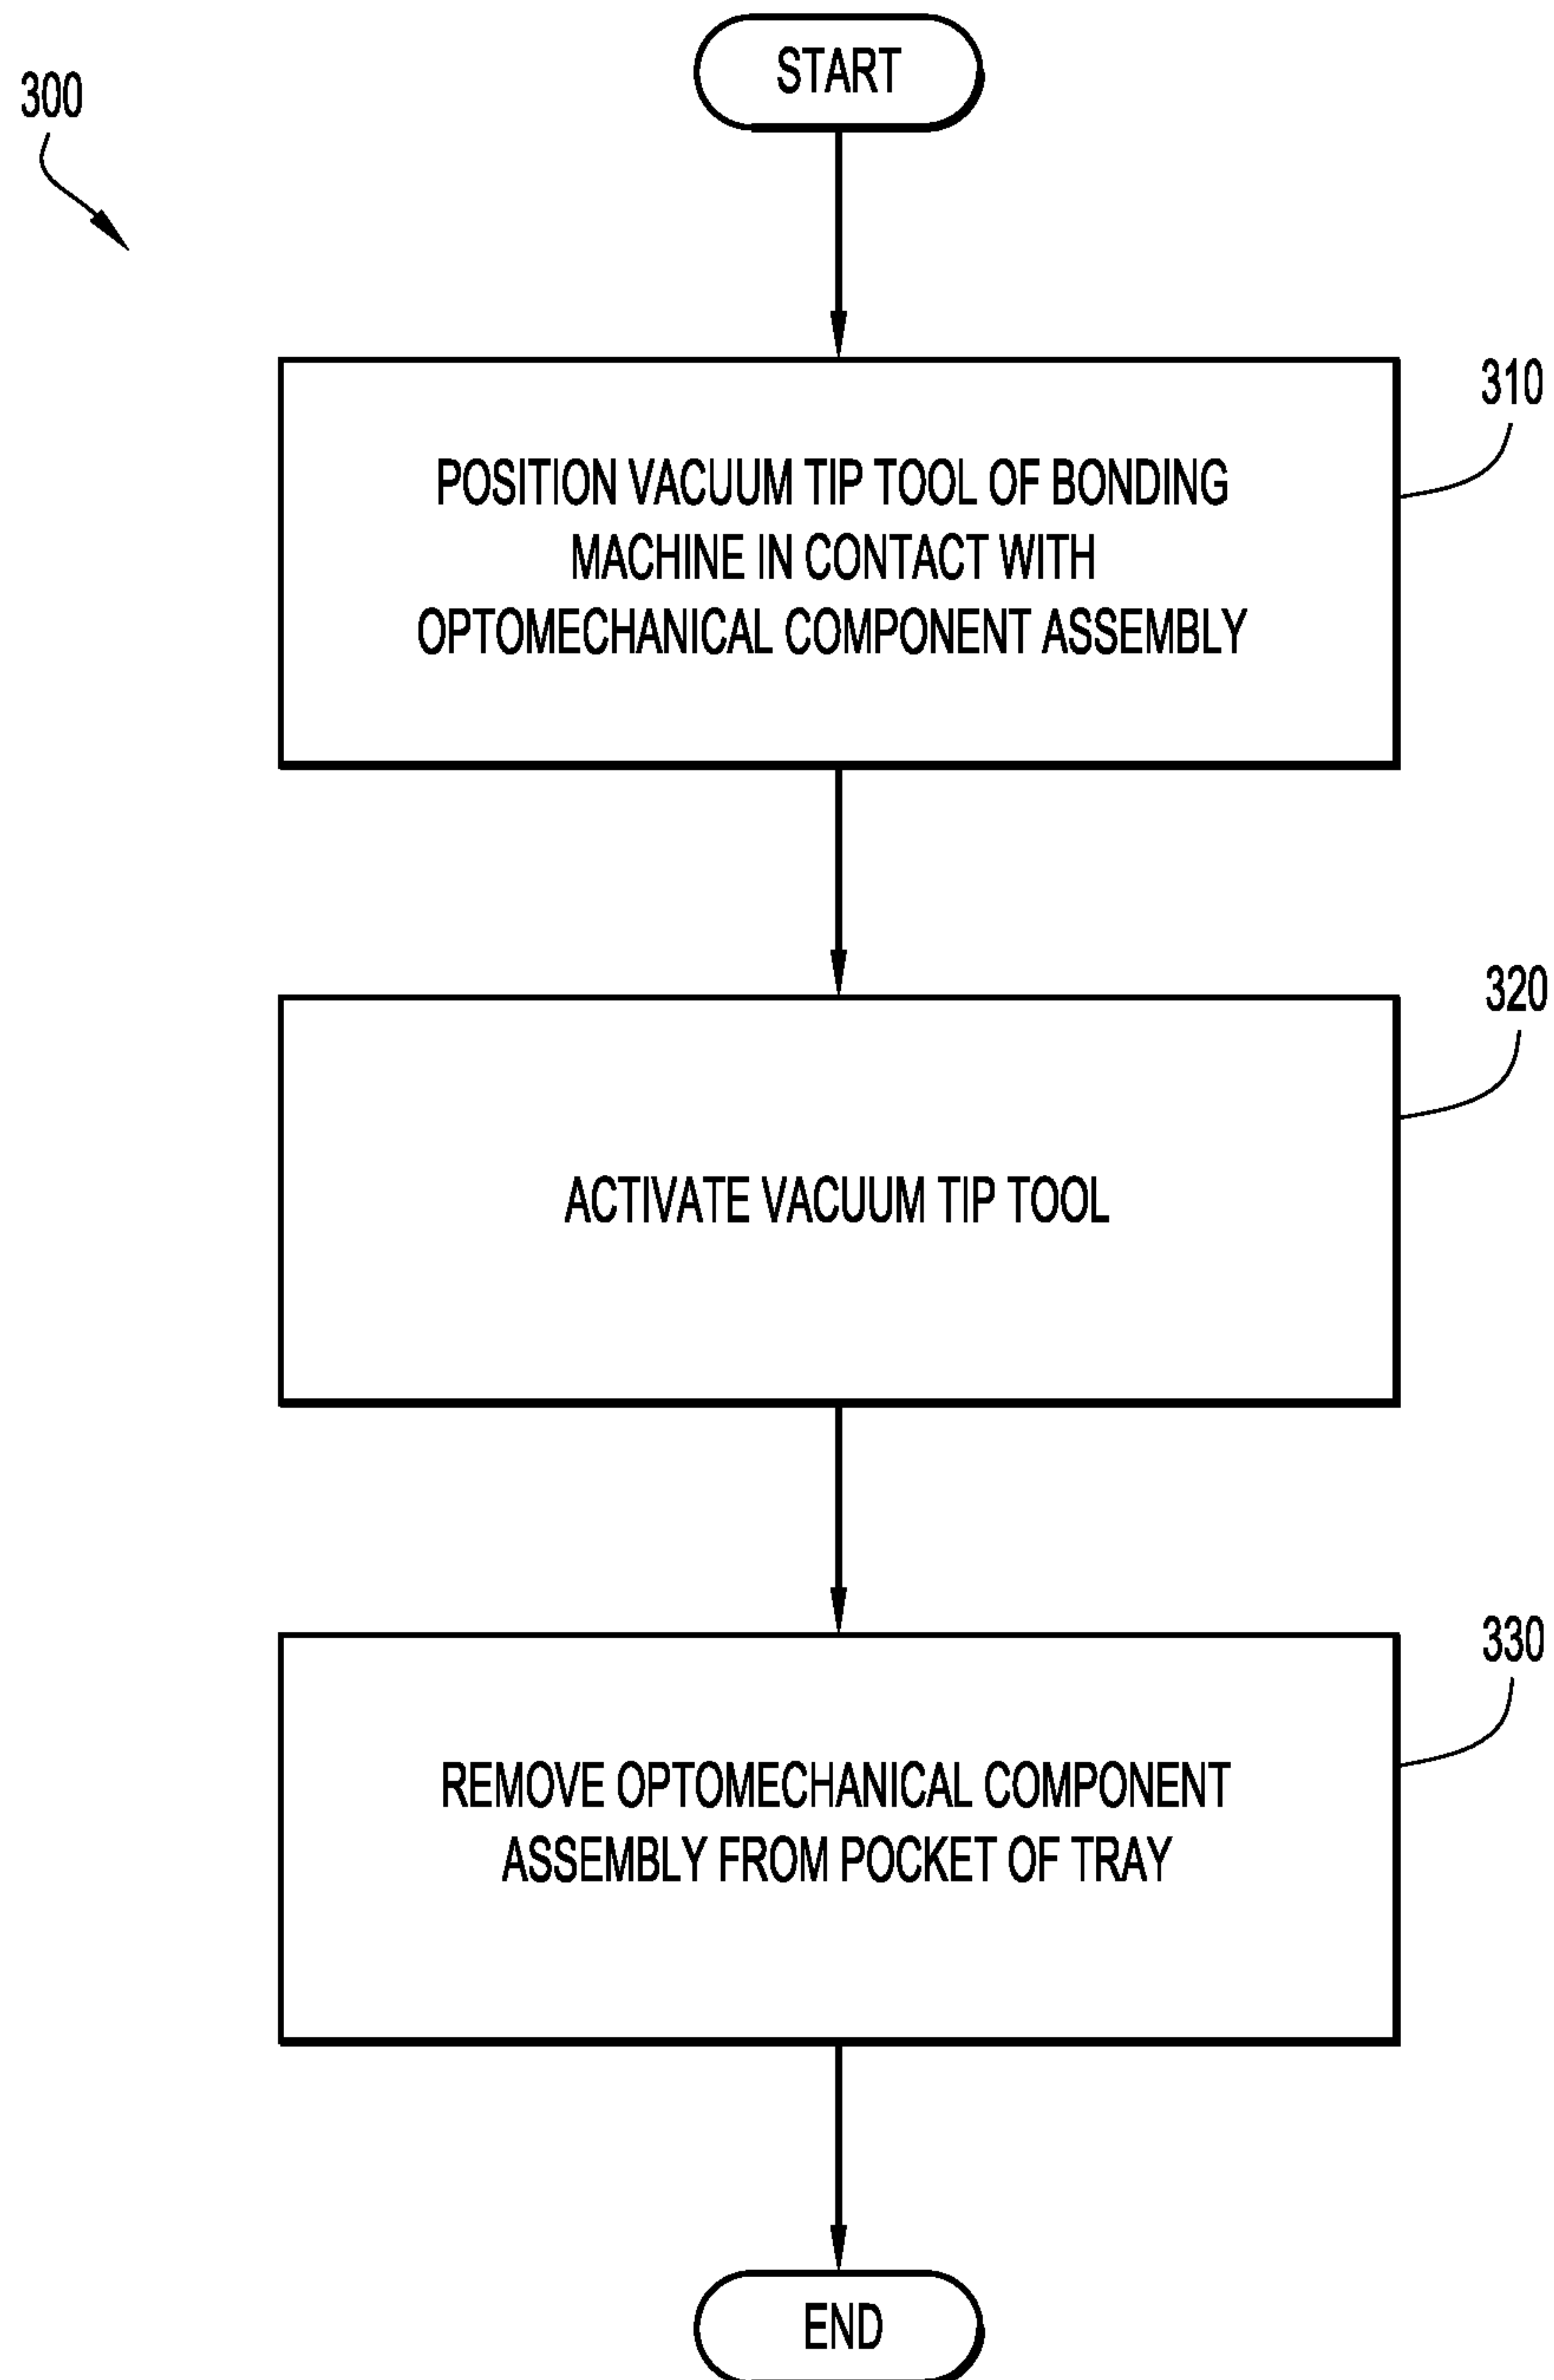 START
300
310
POSITION VACUUM TIP TOOL OF BONDING
MACHINE IN CONTACT WITH
OPTOMECHANICAL COMPONENT ASSEMBLY
320
ACTIVATE VACUUM TIP TOOL
330
REMOVE OPTOMECHANICAL COMPONENT
ASSEMBLY FROM POCKET OF TRAY
END